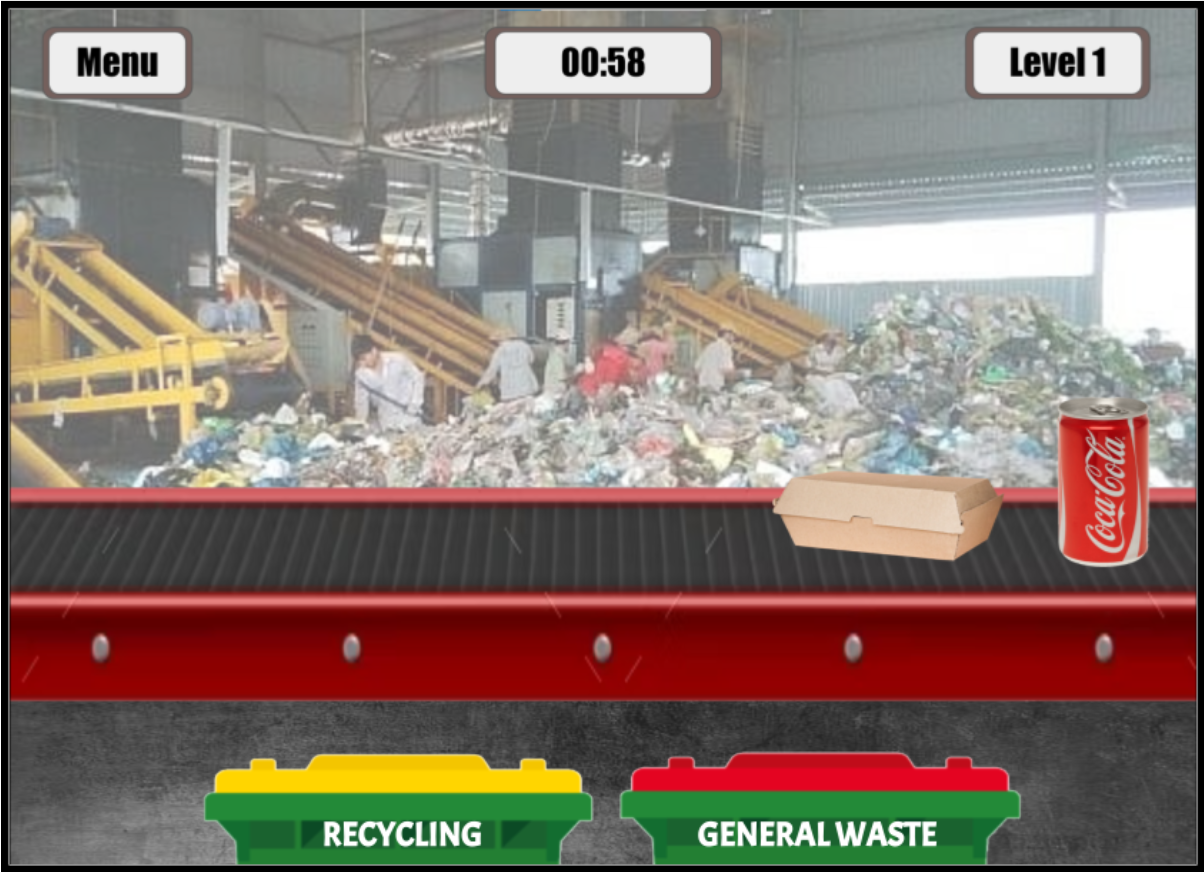 Menu
00:58
Level 1
Coca-Cola
RECYCLING
GENERAL WASTE